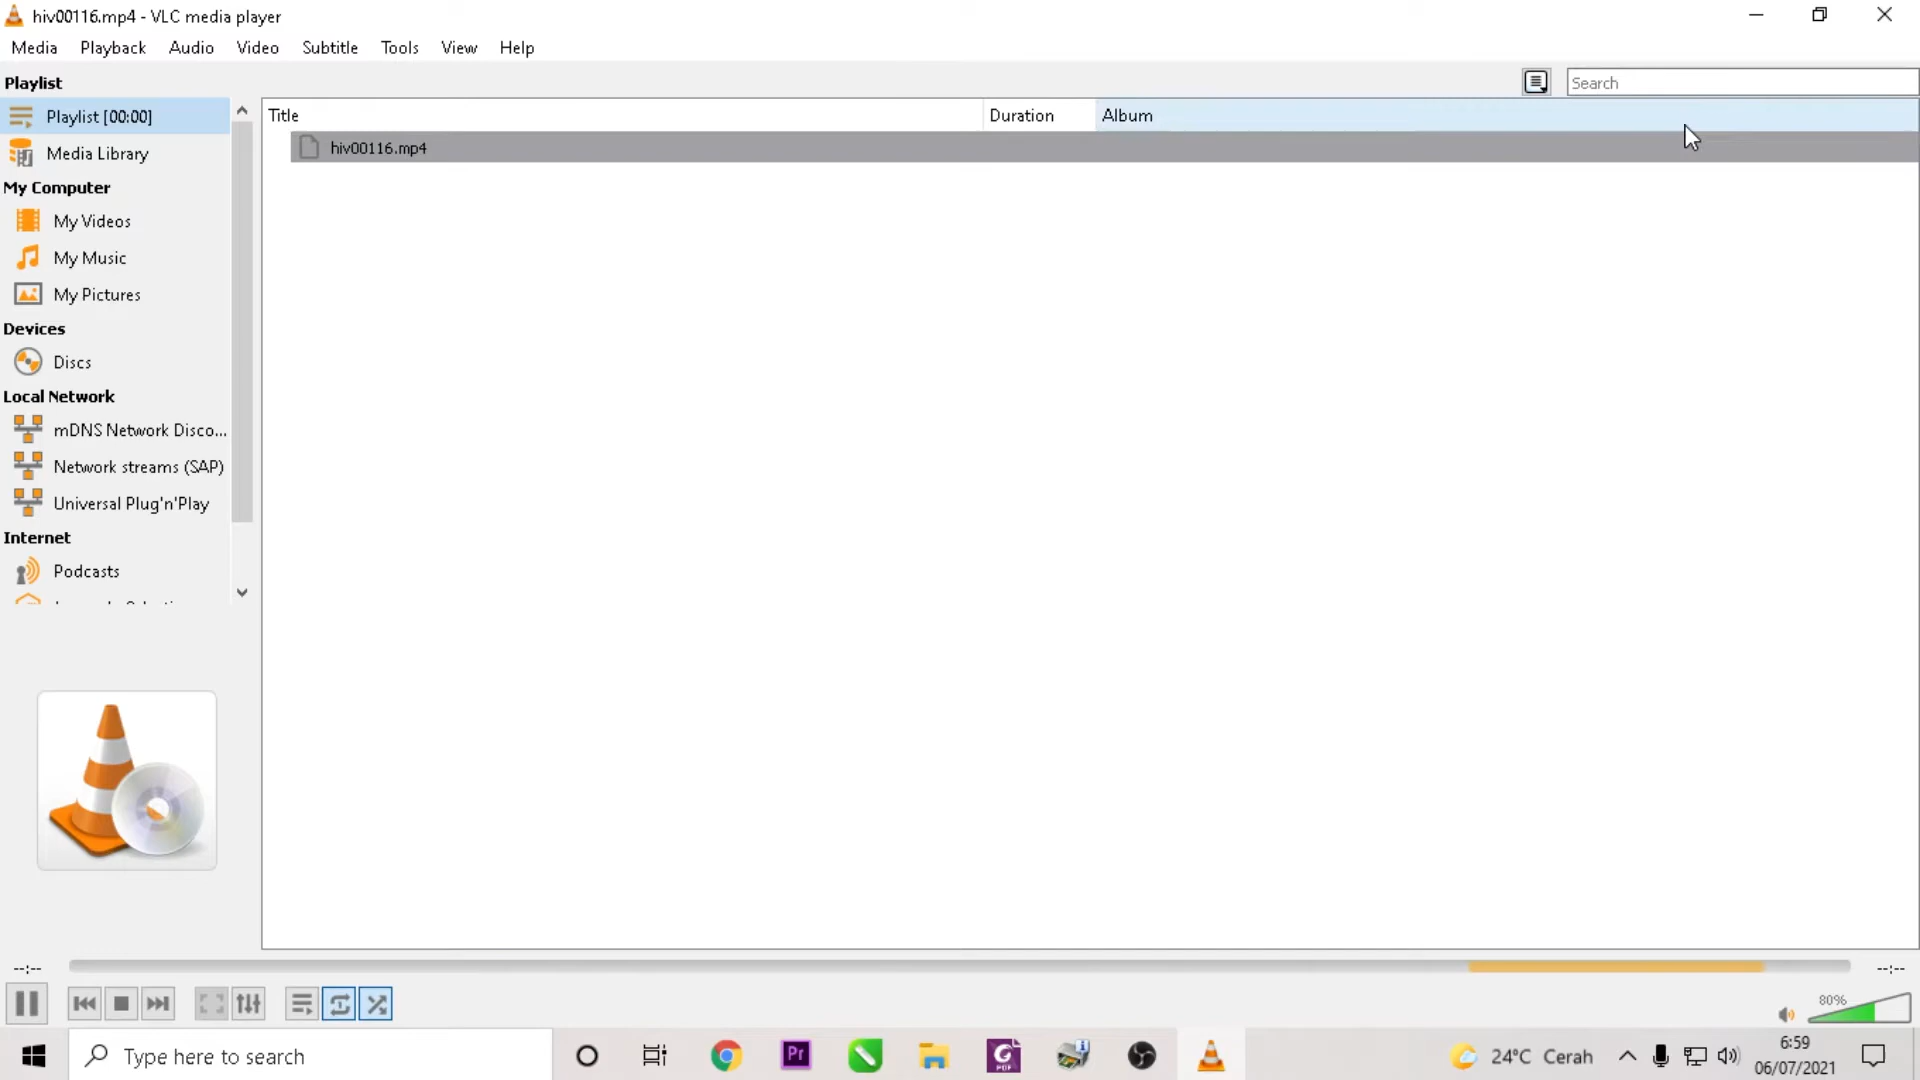 hiv00116.mp4 - VLC media player
Media Playback Audio Video Subtitle Tools View Help
Playlist
Search
Playlist [00:00]
Media Library
My Computer
My Videos
My Music
My Pictures
Devices
Discs
Local Network
mDNS Network Disco...
Network streams (SAP)
Universal Plug'n'Play
Internet
Podcasts
Title Duration Album
hiv00116.mp4
--:-- --:--
80%
Type here to search
Pr
PDF
24°C Cerah
6:59
06/07/2021